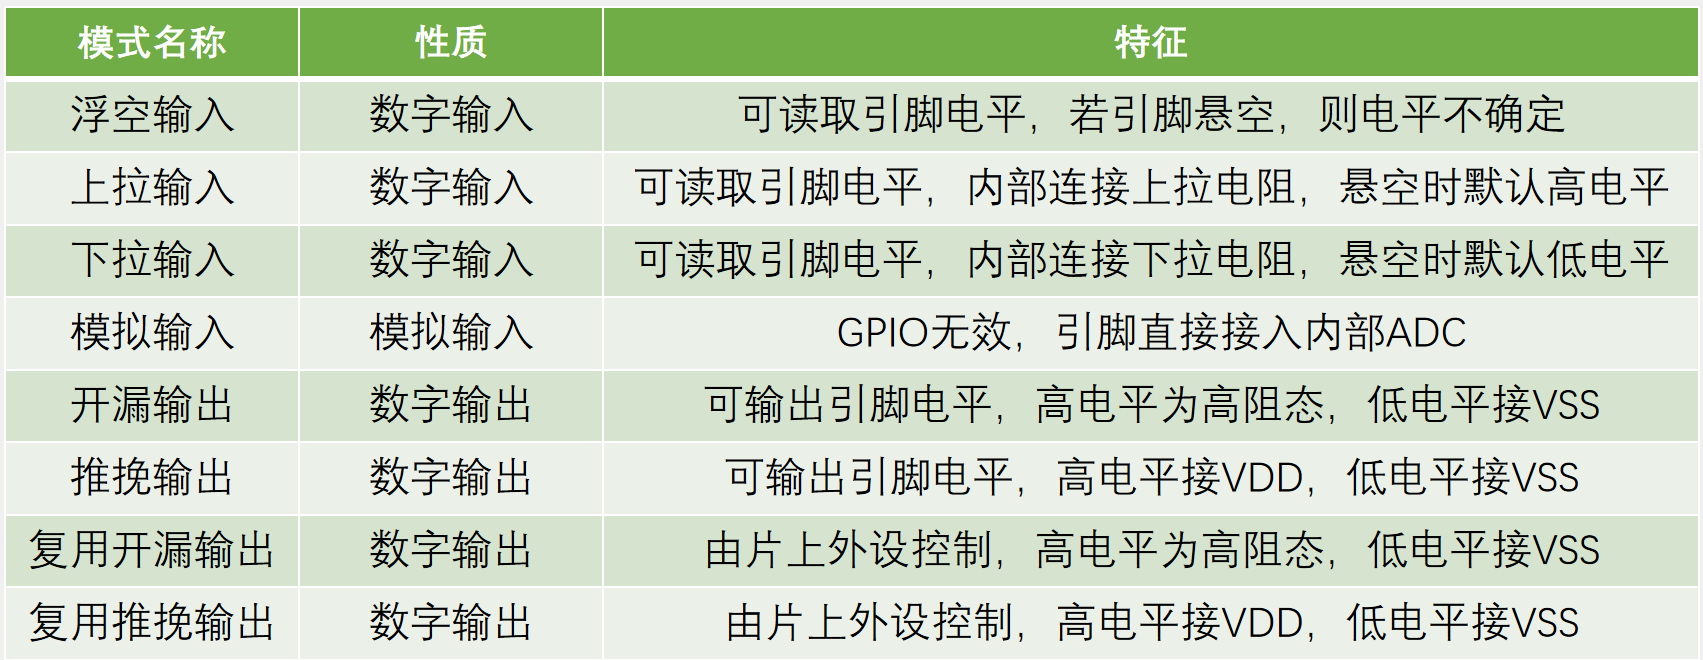 模式名称 性质 特征
浮空输入 数字输入 可读取引脚电平，若引脚悬空，则电平不确定
上拉输入 数字输入 可读取引脚电平，内部连接上拉电阻，悬空时默认高电平
下拉输入 数字输入 可读取引脚电平，内部连接下拉电阻，悬空时默认低电平
模拟输入 模拟输入 GPIO无效，引脚直接接入内部ADC
开漏输出 数字输出 可输出引脚电平，高电平为高阻态，低电平接VSS
推挽输出 数字输出 可输出引脚电平，高电平接VDD，低电平接VSS
复用开漏输出 数字输出 由片上外设控制，高电平为高阻态，低电平接VSS
复用推挽输出 数字输出 由片上外设控制，高电平接VDD，低电平接VSS